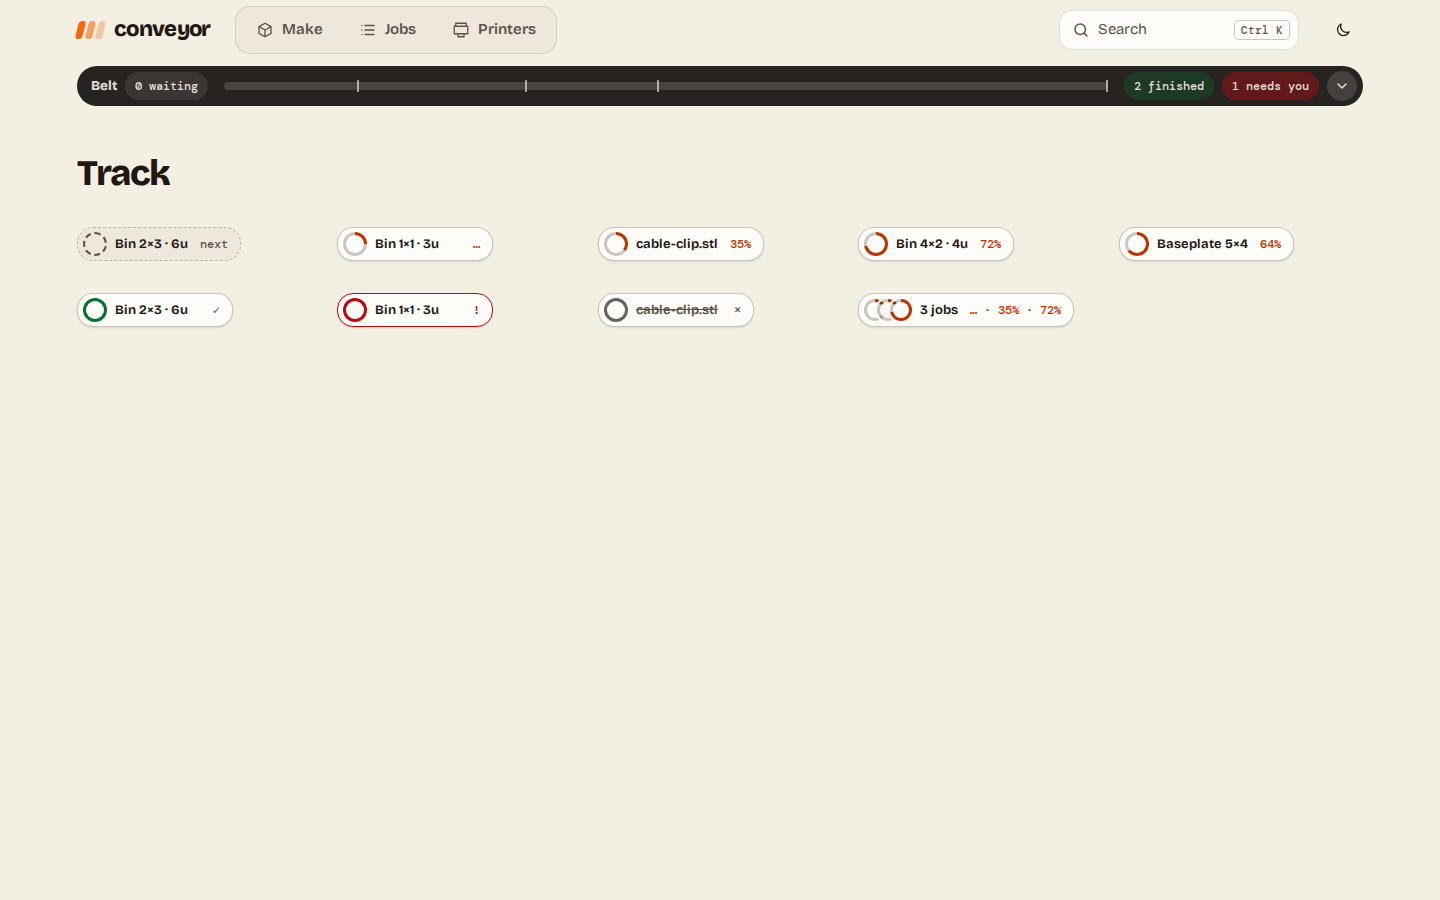 conveyor Make Jobs Printers Search Ctrl K
Belt 0 waiting 2 finished 1 needs you
Track
Bin 2×3 · 6u next Bin 1×1 · 3u … cable-clip.stl 35% Bin 4×2 · 4u 72% Baseplate 5×4 64%
Bin 2×3 · 6u ✓ Bin 1×1 · 3u ! cable-clip.stl × 3 jobs … · 35% · 72%